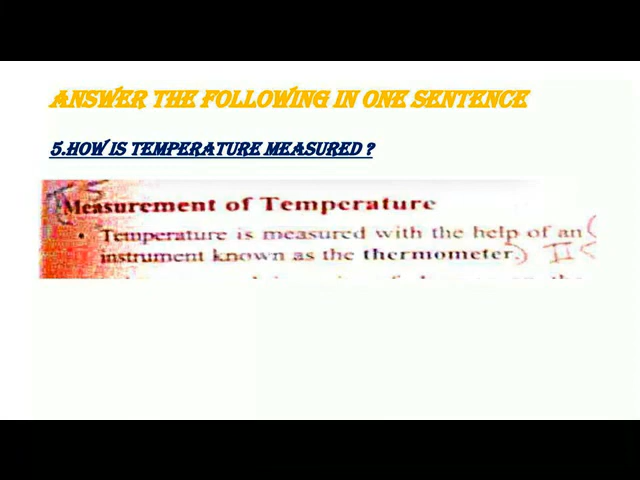 ANSWER THE FOLLOWING IN ONE SENTENCE
5.HOW IS TEMPERATURE MEASURED ?
Measurement of Temperature
• Temperature is measured with the help of an
instrument known as the thermometer.